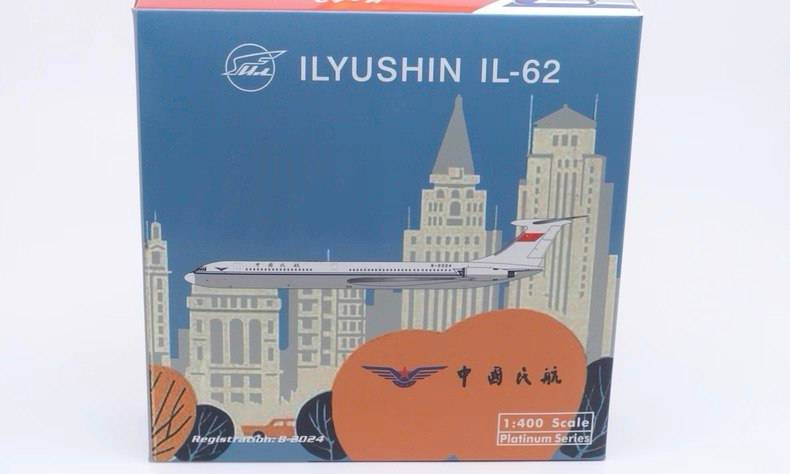 ILYUSHIN IL-62
中国民航
B-2024
中国民航
1:400 Scale
Platinum Series
Registration: B-2024